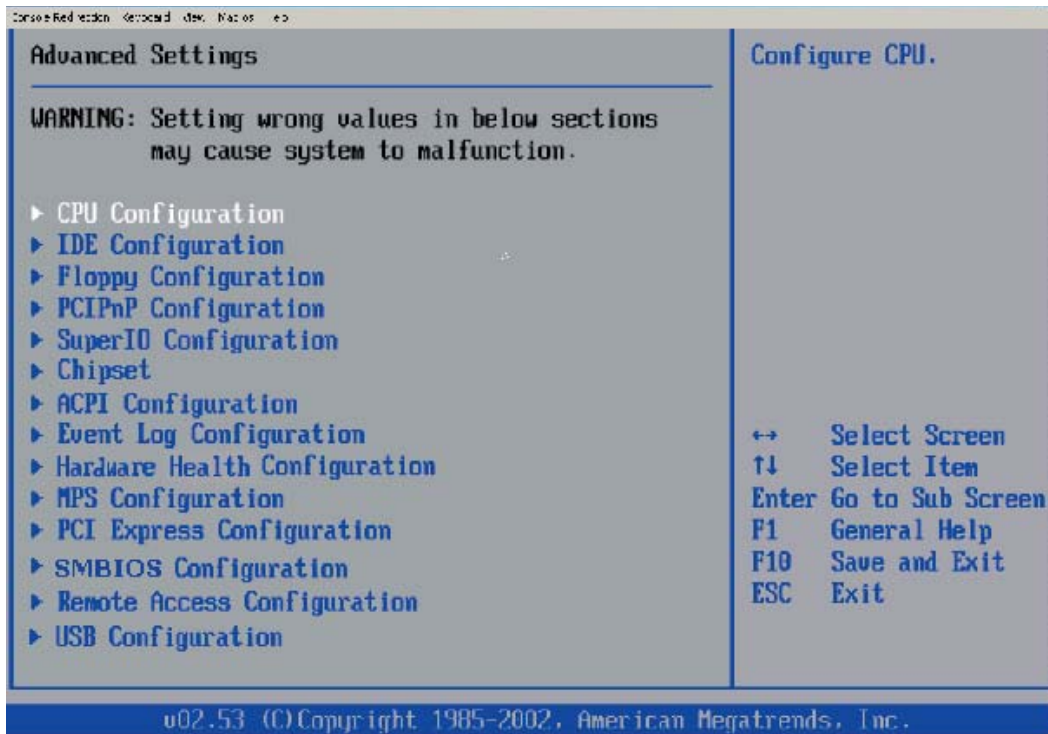 Advanced Settings
WARNING: Setting wrong values in below sections
may cause system to malfunction.
CPU Configuration
IDE Configuration
Floppy Configuration
PCIPnP Configuration
SuperIO Configuration
Chipset
ACPI Configuration
Event Log Configuration
Hardware Health Configuration
MPS Configuration
PCI Express Configuration
SMBIOS Configuration
Remote Access Configuration
USB Configuration
Configure CPU.
↔ Select Screen
↑↓ Select Item
Enter Go to Sub Screen
F1 General Help
F10 Save and Exit
ESC Exit
v02.53 (C)Copyright 1985-2002, American Megatrends, Inc.